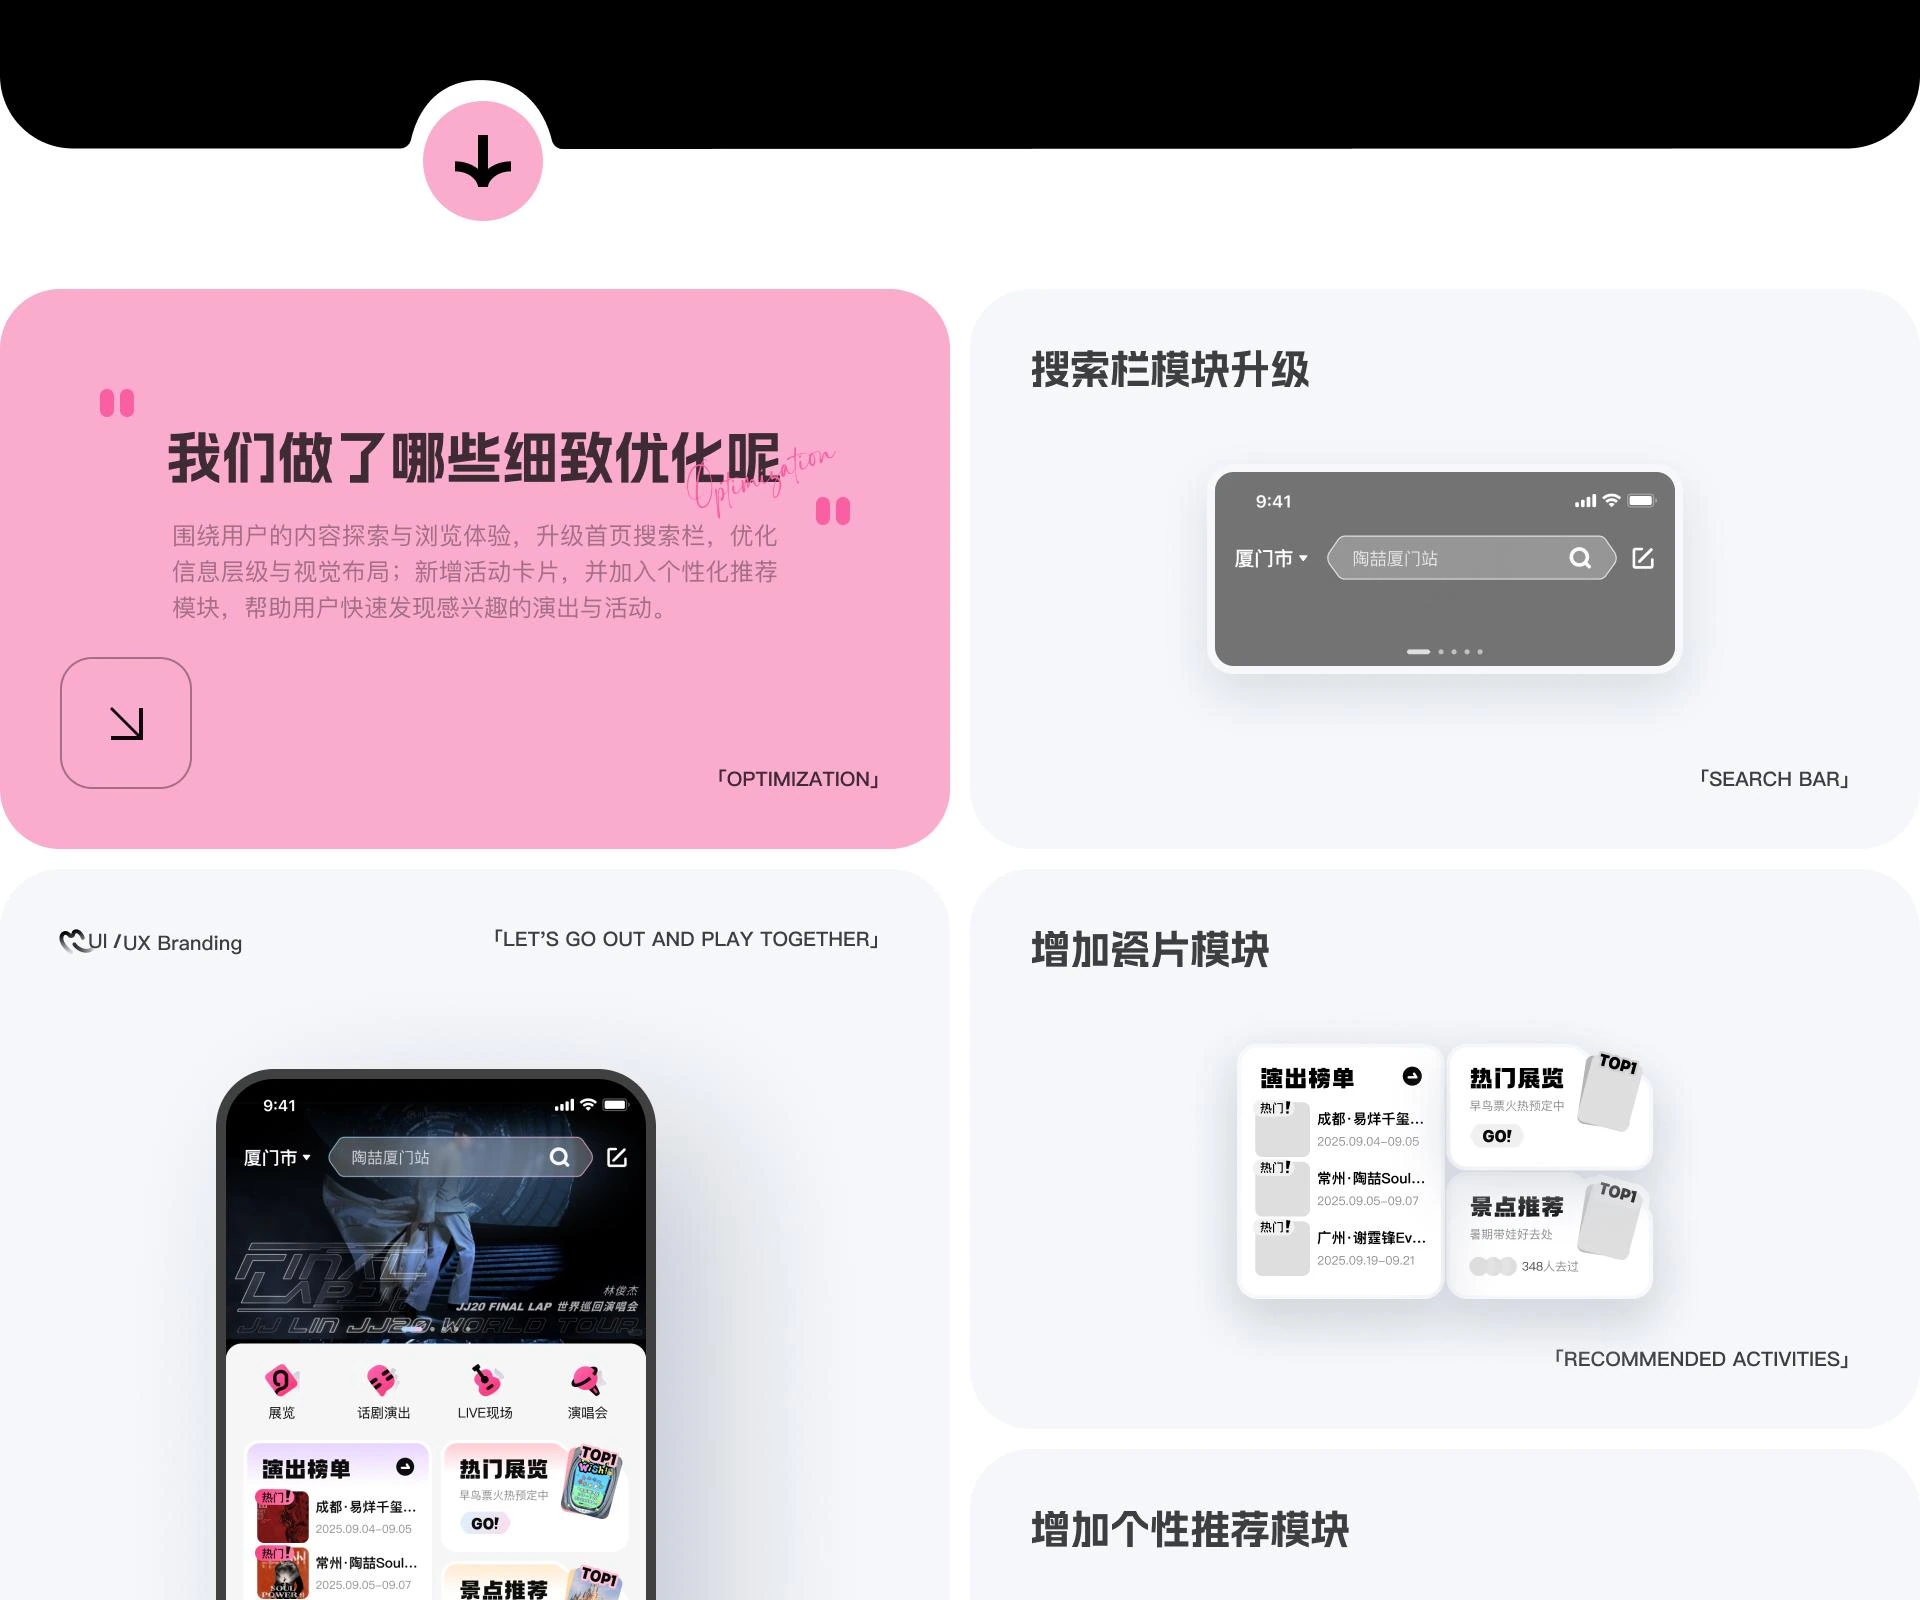 我们做了哪些细致优化呢
Optimization
围绕用户的内容探索与浏览体验，升级首页搜索栏，优化
信息层级与视觉布局；新增活动卡片，并加入个性化推荐
模块，帮助用户快速发现感兴趣的演出与活动。
「OPTIMIZATION」
搜索栏模块升级
9:41
厦门市
陶喆厦门站
「SEARCH BAR」
UI /UX Branding
「LET'S GO OUT AND PLAY TOGETHER」
9:41
厦门市
陶喆厦门站
FINAL
LAP
林俊杰
JJ20 FINAL LAP 世界巡回演唱会
JJ LIN JJ20. WORLD TOUR
展览
话剧演出
LIVE现场
演唱会
演出榜单
热门!
成都·易烊千玺...
2025.09.04-09.05
热门!
常州·陶喆Soul...
2025.09.05-09.07
SOUL
POWER
热门展览
早鸟票火热预定中
GO!
TOP1
WiSH
景点推荐
TOP1
增加瓷片模块
演出榜单
热门!
成都·易烊千玺...
2025.09.04-09.05
热门!
常州·陶喆Soul...
2025.09.05-09.07
热门!
广州·谢霆锋Ev...
2025.09.19-09.21
热门展览
早鸟票火热预定中
GO!
TOP1
景点推荐
暑期带娃好去处
348人去过
TOP1
「RECOMMENDED ACTIVITIES」
增加个性推荐模块